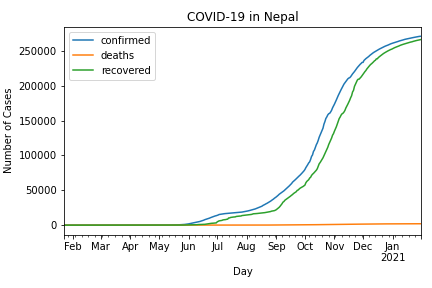 COVID-19 in Nepal
confirmed
deaths
recovered
Number of Cases
250000
200000
150000
100000
50000
0
Feb Mar Apr May Jun Jul Aug Sep Oct Nov Dec Jan
2021
Day